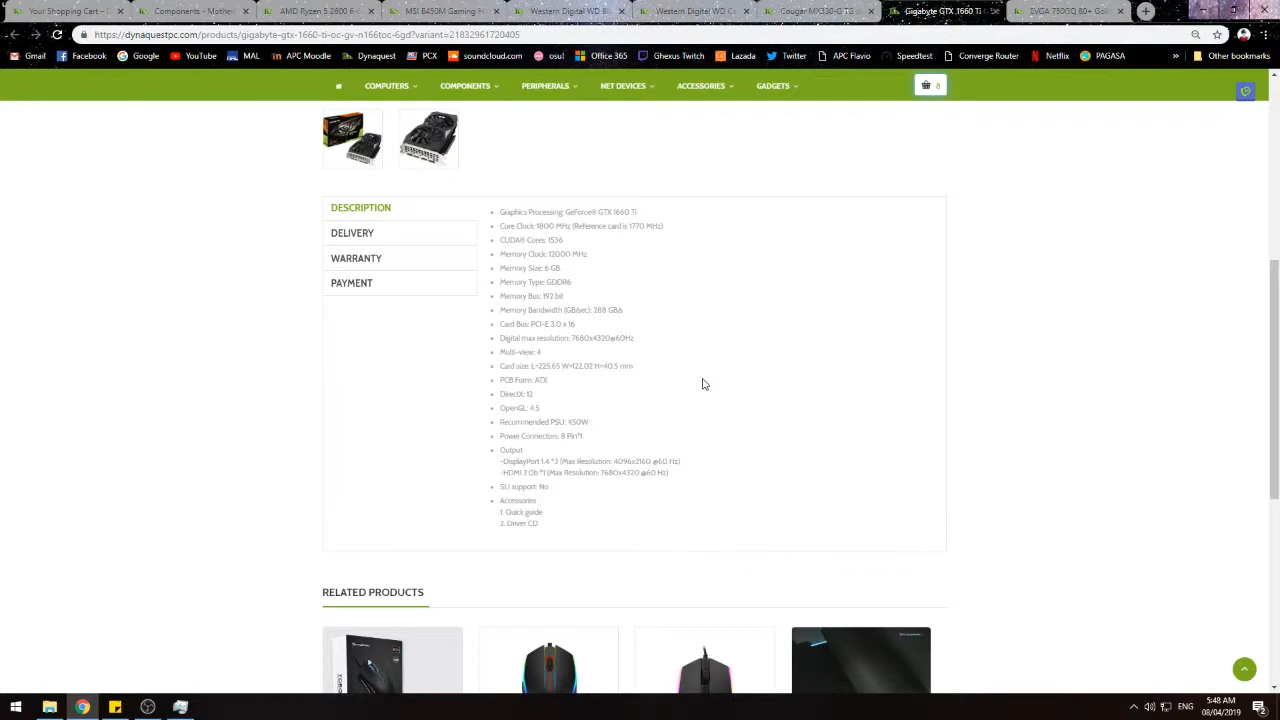 Your Shopping Cart
Components - Mother
AMD Ryzen 5 2600 Pr
MSI B450M Gaming Pl
Western Digital WD Blu
Western Digital WD Ca
Cougar MX330-G TG
Gigabyte GTX 1660 Ti
FSP 750SQ 80+ Gol
https://dynaquestpc.com/products/gigabyte-gtx-1660-ti-oc-gv-n166toc-6gd?variant=21832961720405
Gmail
Facebook
Google
YouTube
MAL
APC Moodle
Dynaquest
PCX
soundcloud.com
osu!
Office 365
Ghexus Twitch
Lazada
Twitter
APC Flavio
Speedtest
Converge Router
Netflix
PAGASA
»
Other bookmarks
COMPUTERS
COMPONENTS
PERIPHERALS
NET DEVICES
ACCESSORIES
GADGETS
8
DESCRIPTION
DELIVERY
WARRANTY
PAYMENT
• Graphics Processing: GeForce® GTX 1660 Ti
• Core Clock: 1800 MHz (Reference card is 1770 MHz)
• CUDA® Cores: 1536
• Memory Clock: 12000 MHz
• Memory Size: 6 GB
• Memory Type: GDDR6
• Memory Bus: 192 bit
• Memory Bandwidth (GB/sec): 288 GB/s
• Card Bus: PCI-E 3.0 x 16
• Digital max resolution: 7680x4320@60Hz
• Multi-view: 4
• Card size: L=225.65 W=122.02 H=40.5 mm
• PCB Form: ATX
• DirectX: 12
• OpenGL: 4.5
• Recommended PSU: 450W
• Power Connectors: 8 Pin*1
• Output
-DisplayPort 1.4 *3 (Max Resolution: 4096x2160 @60 Hz)
-HDMI 2.0b *1 (Max Resolution: 7680x4320 @60 Hz)
• SLI support: No
• Accessories
1. Quick guide
2. Driver CD
RELATED PRODUCTS
ENG
5:48 AM
08/04/2019
2